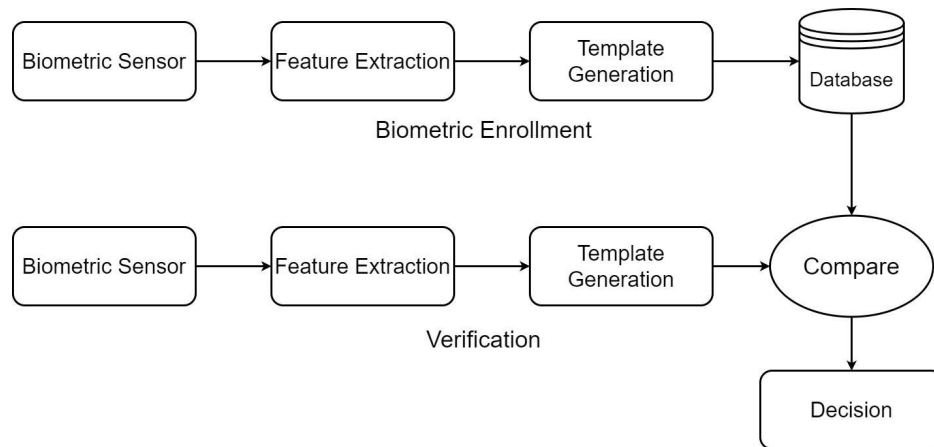 Biometric Sensor
Feature Extraction
Template
Generation
Database
Biometric Enrollment
Biometric Sensor
Feature Extraction
Template
Generation
Compare
Verification
Decision